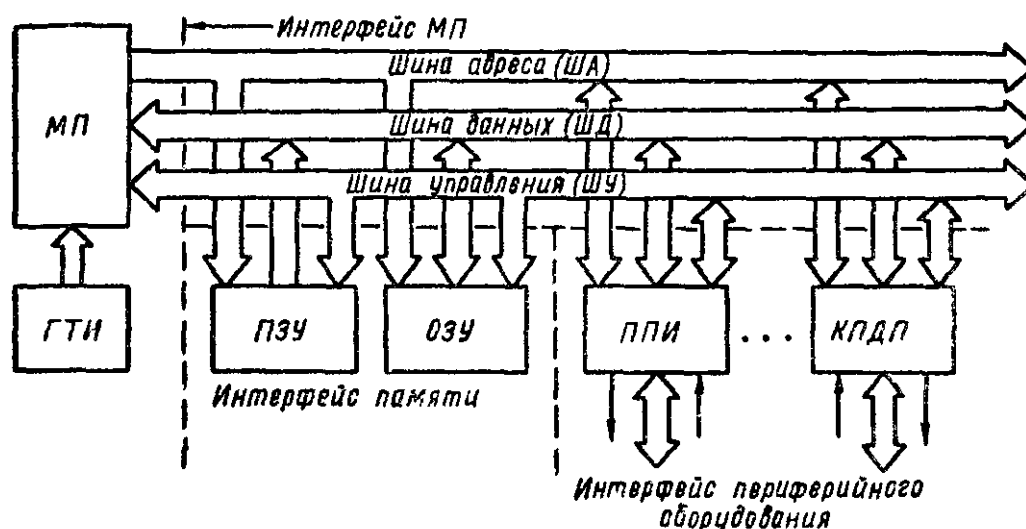 Интерфейс МП
Шина адреса (ША)
МП
Шина данных (ШД)
Шина управления (ШУ)
ГТИ
ПЗУ
ОЗУ
ППИ
...
КПДП
Интерфейс памяти
Интерфейс периферийного
оборудования